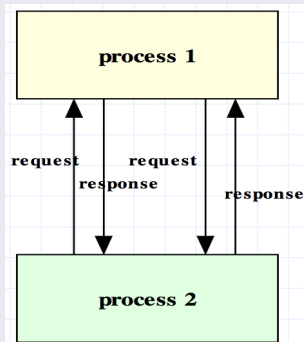 process 1
request
request
response
response
process 2